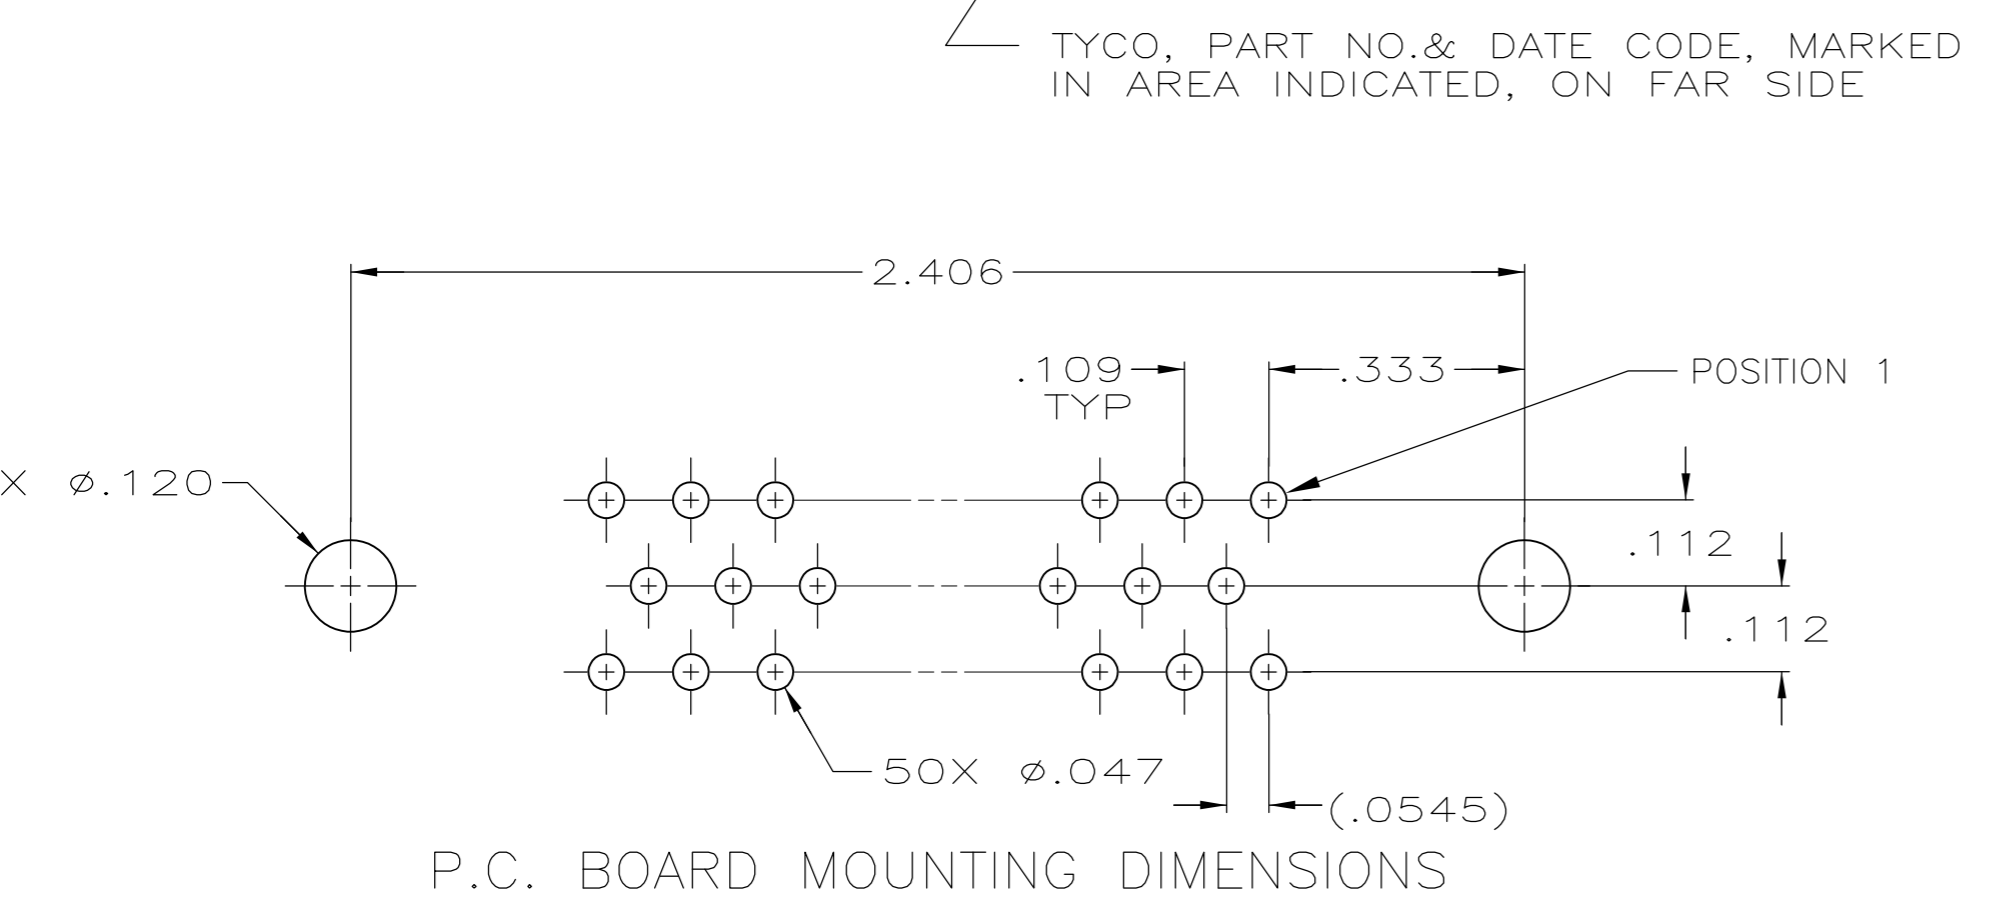 TYCO, PART NO.& DATE CODE, MARKED
IN AREA INDICATED, ON FAR SIDE
2.406
.109
TYP
.333
POSITION 1
X ⌀.120
.112
.112
50X ⌀.047
(.0545)
P.C. BOARD MOUNTING DIMENSIONS